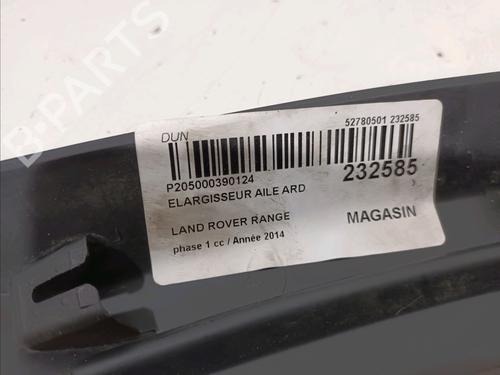 B-PARTS
DUN
52780501 232585
P205000390124
232585
ELARGISSEUR AILE ARD
LAND ROVER RANGE
MAGASIN
phase 1 cc / Année 2014